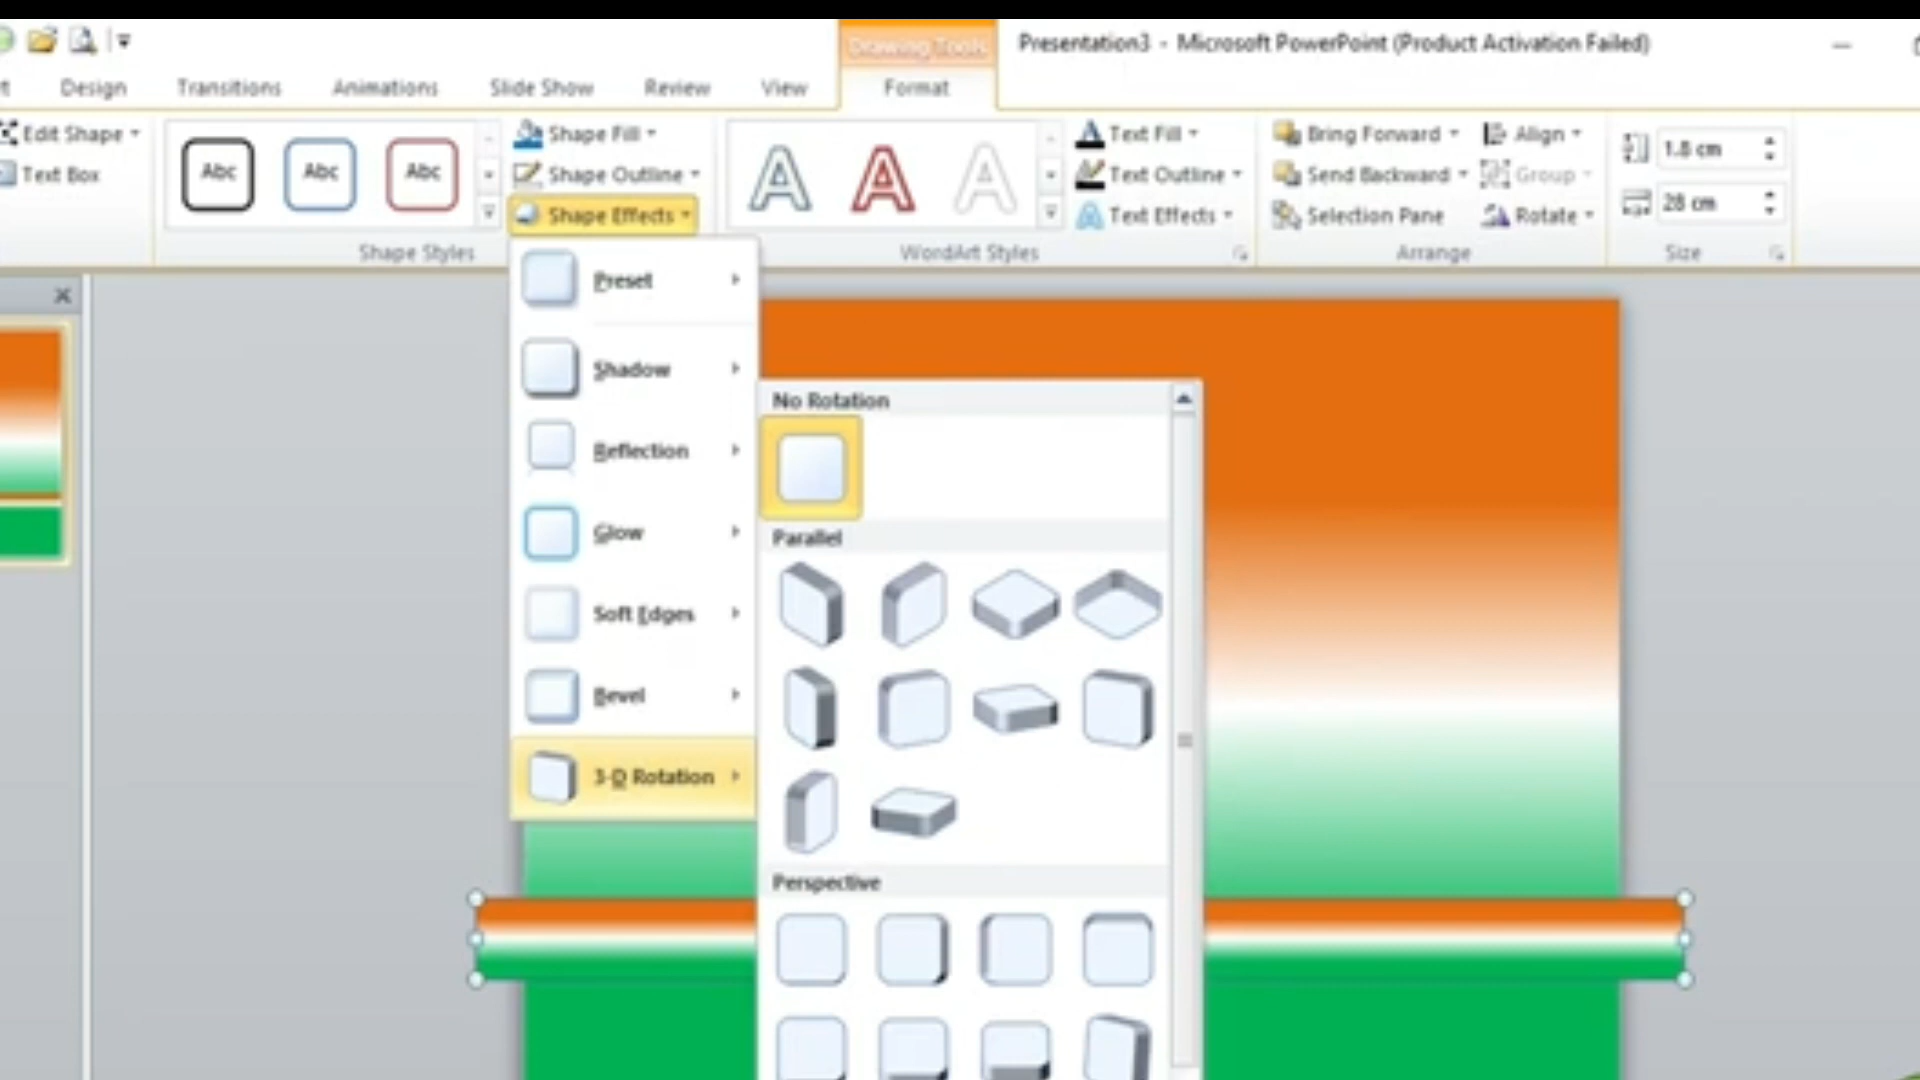 Drawing Tools
Presentation3 - Microsoft PowerPoint (Product Activation Failed)
Design Transitions Animations Slide Show Review View Format
Edit Shape
Text Box
Abc Abc Abc
Shape Fill
Shape Outline
Shape Effects
Shape Styles
A A A
Text Fill
Text Outline
Text Effects
WordArt Styles
Bring Forward
Send Backward
Selection Pane
Align
Group
Rotate
Arrange
1.8 cm
28 cm
Size
Preset
Shadow
Reflection
Glow
Soft Edges
Bevel
3-D Rotation
No Rotation
Parallel
Perspective